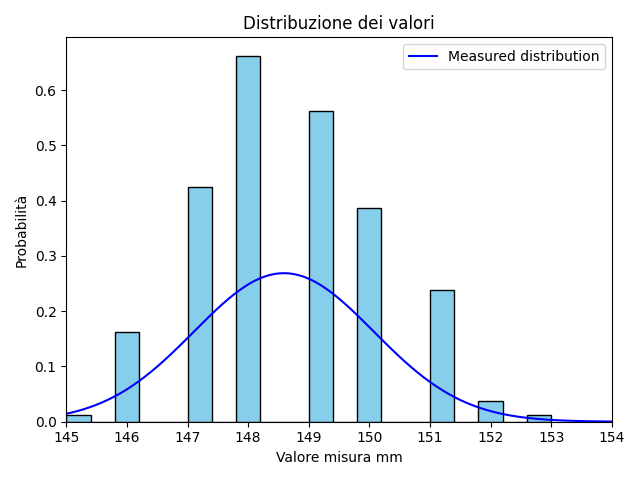 Distribuzione dei valori
Measured distribution
Probabilità
0.6
0.5
0.4
0.3
0.2
0.1
0.0
145 146 147 148 149 150 151 152 153 154
Valore misura mm